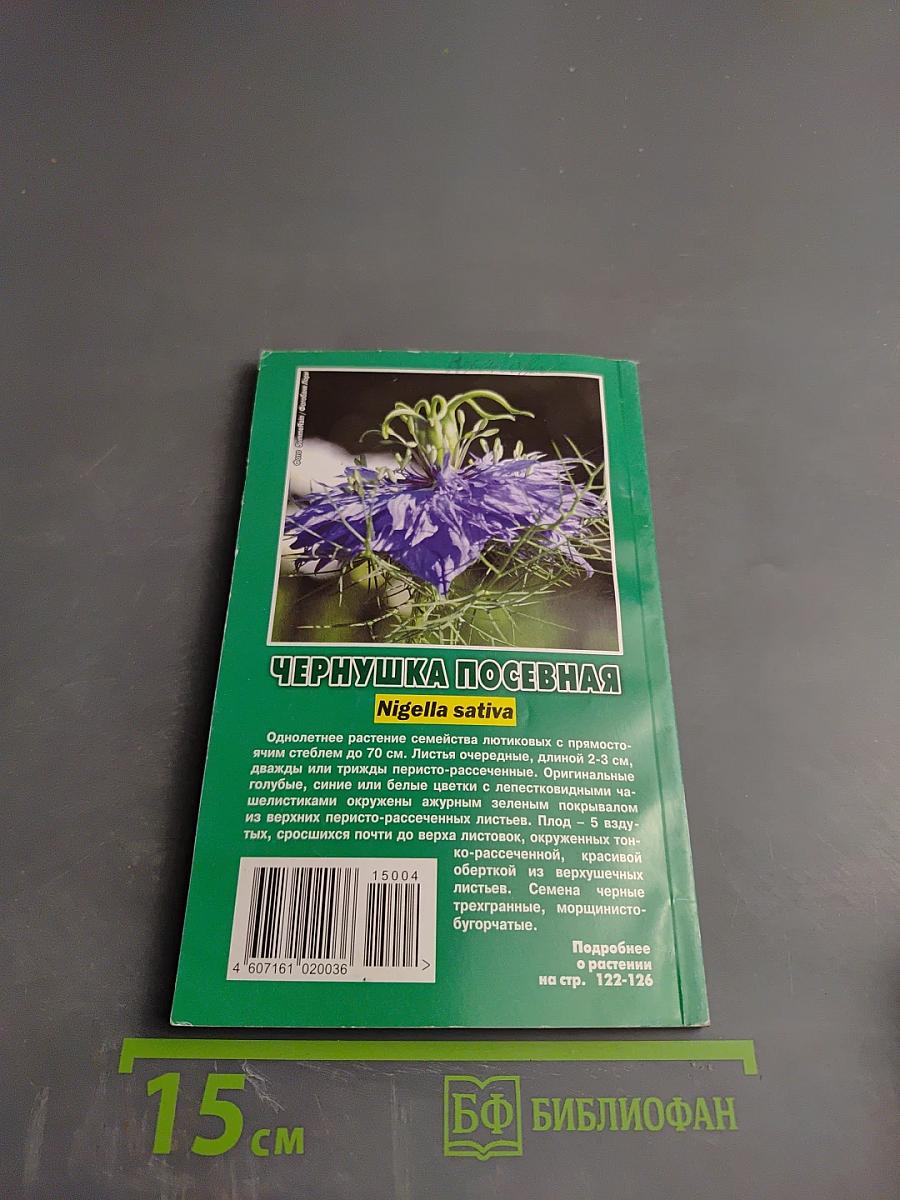 ЧЕРНУШКА ПОСЕВНАЯ
Nigella sativa
Однолетнее растение семейства лютиковых с прямосто-
ячим стеблем до 70 см. Листья очередные, длиной 2-3 см,
дважды или трижды перисто-рассеченные. Оригинальные
голубые, синие или белые цветки с лепестковидными ча-
шелистиками окружены ажурным зеленым покрывалом
из верхних перисто-рассеченных листьев. Плод – 5 взду-
тых, сросшихся почти до верха листовок, окруженных тон-
ко-рассеченной, красивой
оберткой из верхушечных
листьев. Семена черные
трехгранные, морщинисто-
бугорчатые.
Подробнее
о растении
на стр. 122-126
15004
4 607161 020036 >
15 см
БФ БИБЛИОФАН